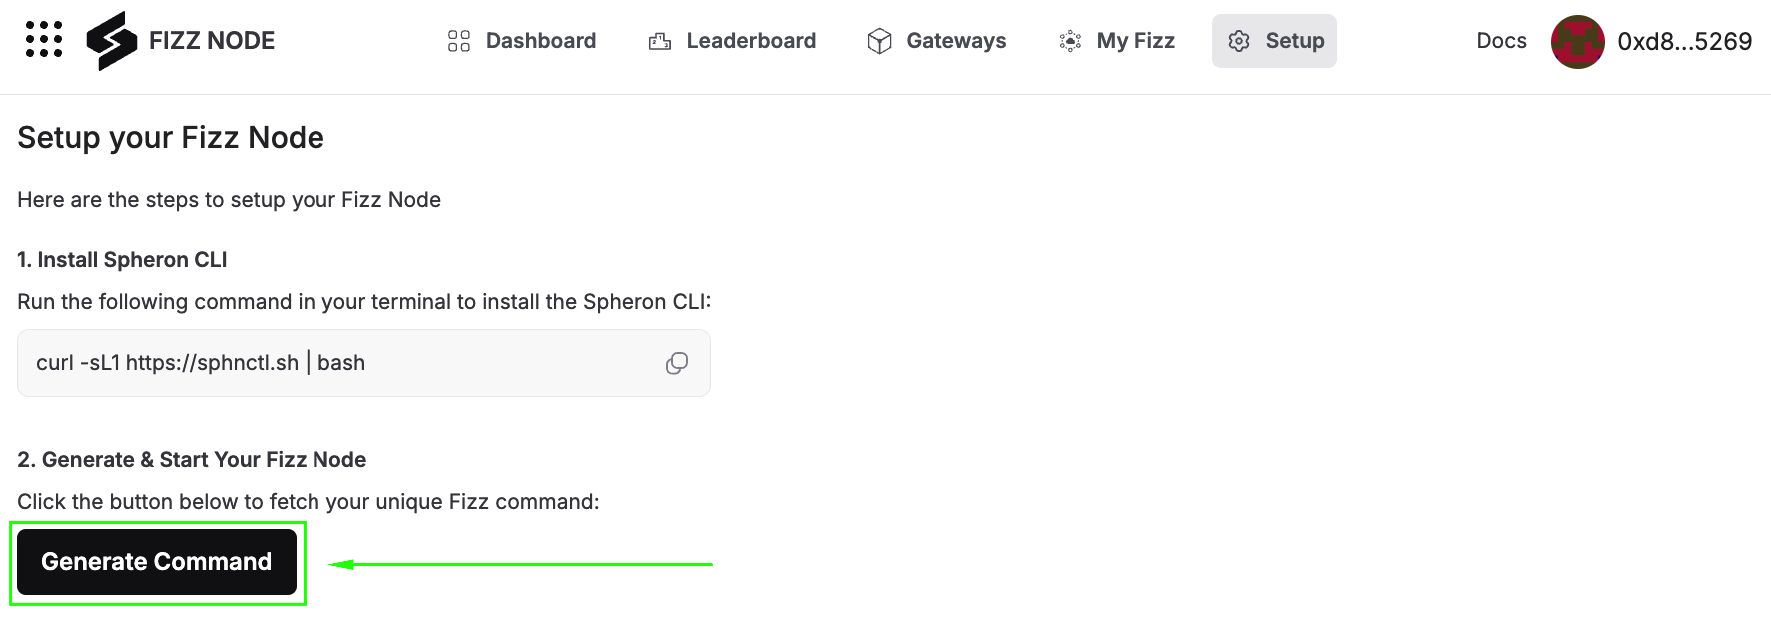 FIZZ NODE
Dashboard
Leaderboard
Gateways
My Fizz
Setup
Docs
0xd8...5269
Setup your Fizz Node
Here are the steps to setup your Fizz Node
1. Install Spheron CLI
Run the following command in your terminal to install the Spheron CLI:
curl -sL1 https://sphnctl.sh | bash
2. Generate & Start Your Fizz Node
Click the button below to fetch your unique Fizz command:
Generate Command